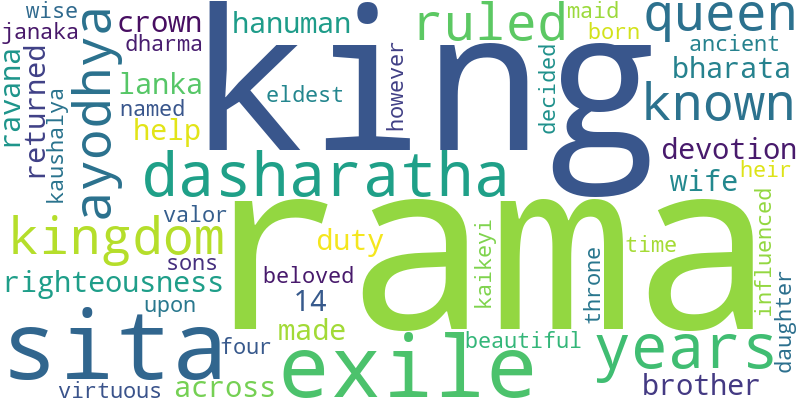 wise
janaka
crown
dharma
hanuman
king
ruled
maid
born
queen
ancient
bharata
ravana
returned
kaushalya
ayodhya
lanka
named
help
eldest
however
decided
known
dasharatha
devotion
wife
heir
kingdom
valor
sons
righteousness
upon
duty
beloved
14
made
rama
kaikeyi
throne
time
influenced
daughter
sita
four
virtuous
across
exile
beautiful
years
brother